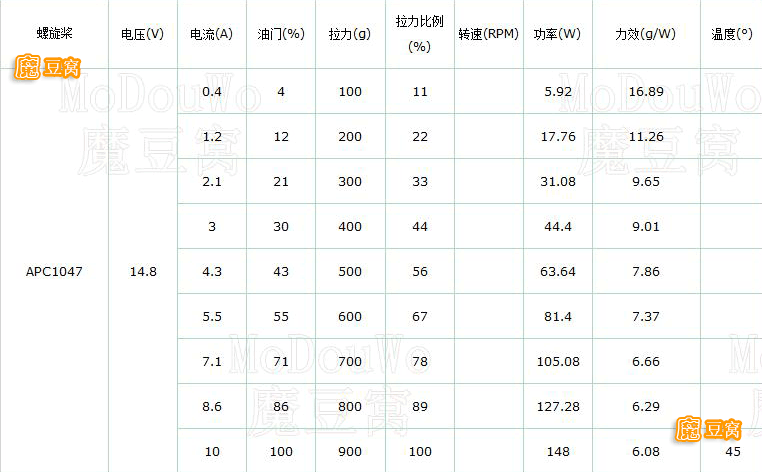 螺旋桨 电压(V) 电流(A) 油门(%) 拉力(g) 拉力比例(%) 转速(RPM) 功率(W) 力效(g/W) 温度(°)
魔豆窝
MoDouWo MoDouWo
魔豆窝 魔豆窝
0.4 4 100 11 5.92 16.89
1.2 12 200 22 17.76 11.26
2.1 21 300 33 31.08 9.65
3 30 400 44 44.4 9.01
APC1047 14.8 4.3 43 500 56 63.64 7.86
5.5 55 600 67 81.4 7.37
MoDouWo
7.1 71 700 78 105.08 6.66
魔豆窝
8.6 86 800 89 127.28 6.29
魔豆窝
10 100 900 100 148 6.08 45